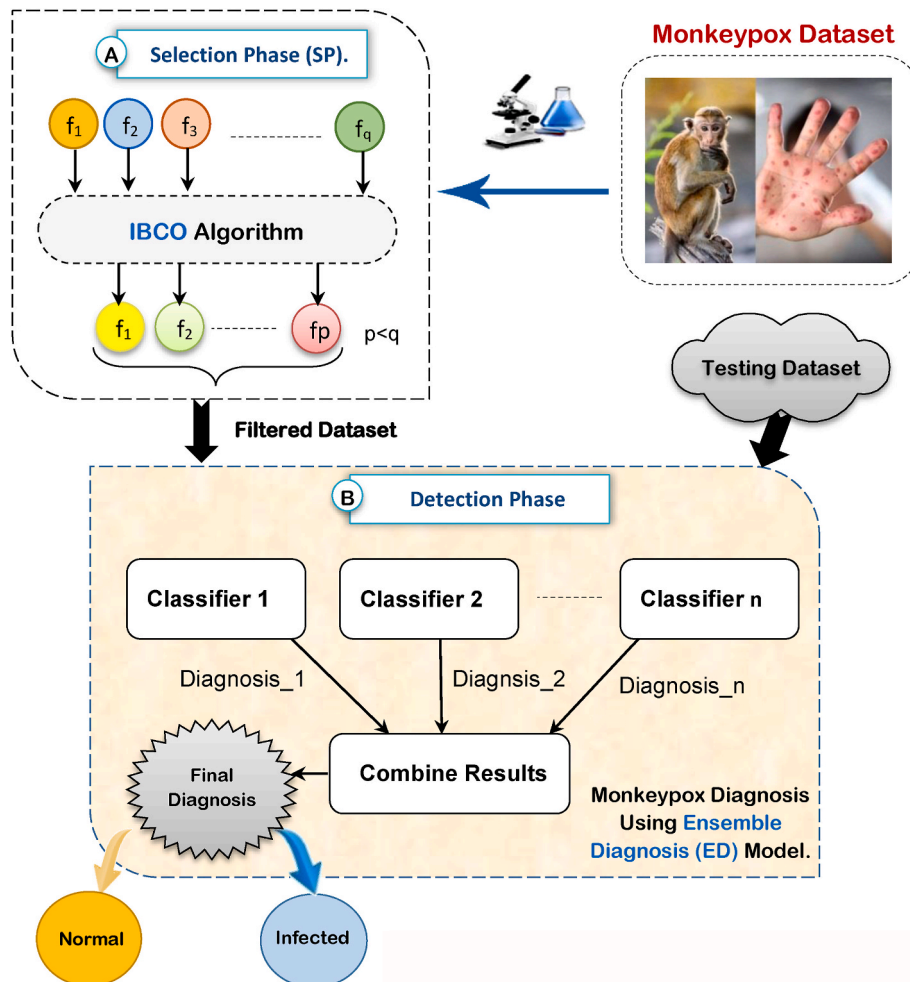 A
Selection Phase (SP).
Monkeypox Dataset
f1
f2
f3
fq
IBCO Algorithm
f1
f2
fp
p<q
Testing Dataset
Filtered Dataset
B
Detection Phase
Classifier 1
Classifier 2
Classifier n
Diagnosis_1
Diagnsis_2
Diagnosis_n
Combine Results
Final
Diagnosis
Monkeypox Diagnosis
Using Ensemble
Diagnosis (ED) Model.
Normal
Infected